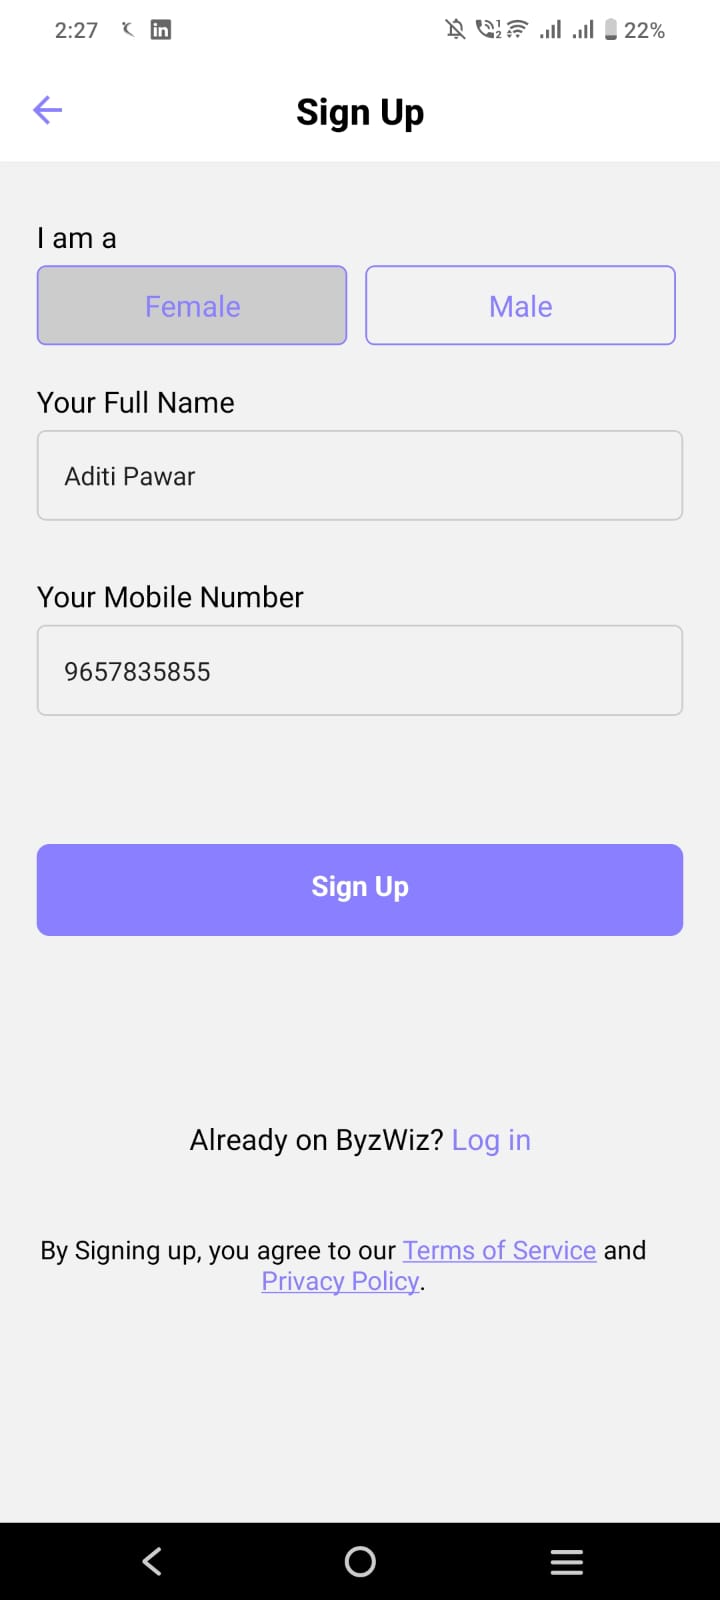 2:27 in 22%
Sign Up
I am a
Female Male
Your Full Name
Aditi Pawar
Your Mobile Number
9657835855
Sign Up
Already on ByzWiz? Log in
By Signing up, you agree to our Terms of Service and
Privacy Policy.